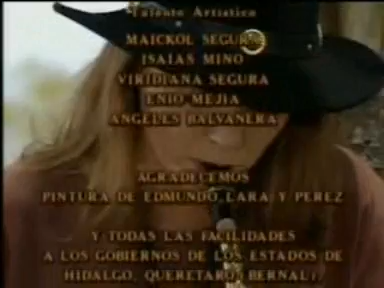 Talento Artistico
MAICKOL SEGURA
ISAIAS MINO
VIRIDIANA SEGURA
ENIO MEJIA
ANGELES BALVANERA
AGRADECEMOS
PINTURA DE EDMUNDO LARA Y PEREZ
Y TODAS LAS FACILIDADES
A LOS GOBIERNOS DE LOS ESTADOS DE
HIDALGO, QUERETARO (BERNAL)